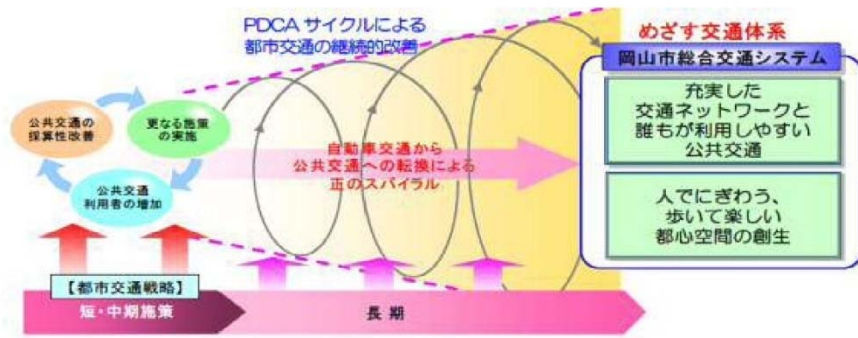 PDCA サイクルによる
都市交通の継続的改善
めざす交通体系
岡山市総合交通システム
充実した
交通ネットワークと
誰もが利用しやすい
公共交通
人でにぎわう、
歩いて楽しい
都心空間の創生
公共交通の
採算性改善
更なる施策
の実施
公共交通
利用者の増加
自動車交通から
公共交通への転換による
正のスパイラル
【都市交通戦略】
短・中期施策
長期